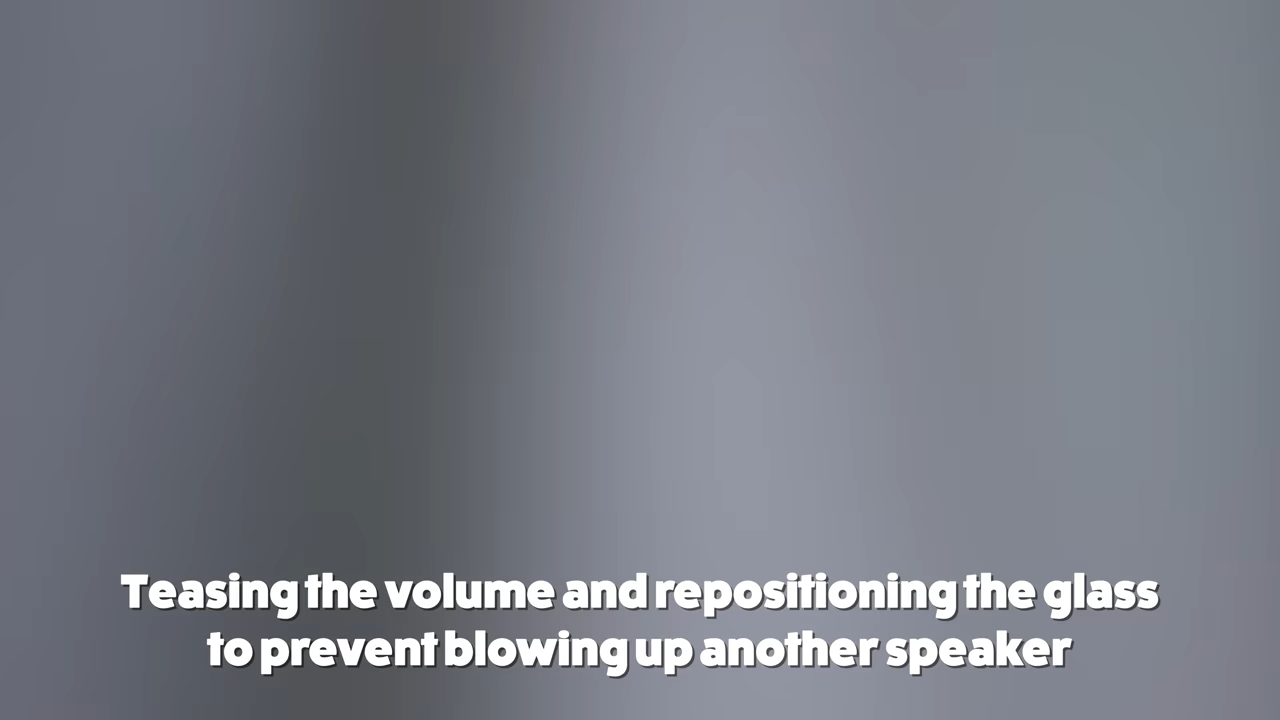 Teasing the volume and repositioning the glass
to prevent blowing up another speaker